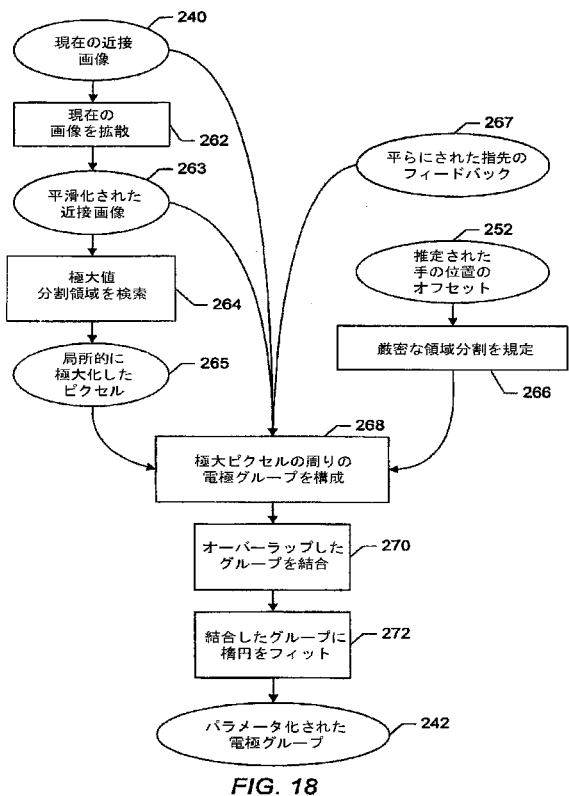 240
現在の近接
画像
現在の
画像を拡散
262
267
平らにされた指先の
フィードバック
263
平滑化された
近接画像
252
推定された
手の位置の
オフセット
極大値
分割領域を検索
264
厳密な領域分割を規定
266
局所的に
極大化した
ピクセル
265
268
極大ピクセルの周りの
電極グループを構成
オーバーラップした
グループを結合
270
結合したグループに
楕円をフィット
272
パラメータ化された
電極グループ
242
FIG. 18